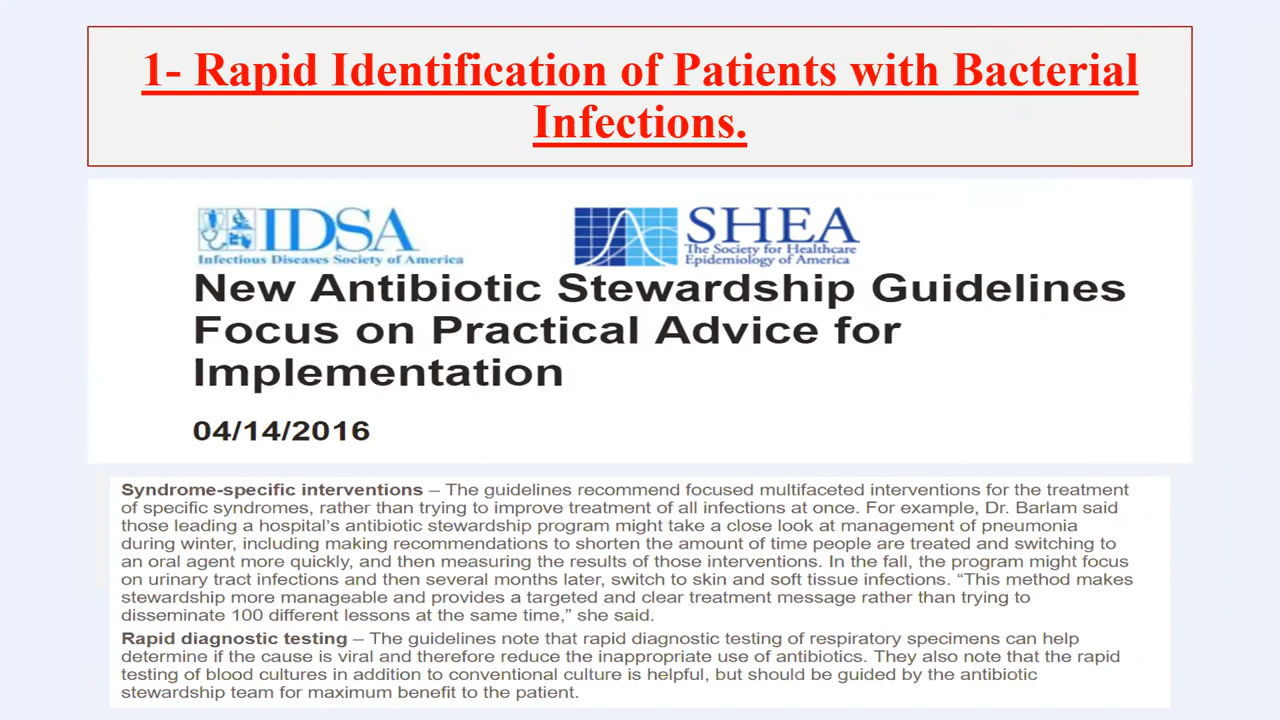 1- Rapid Identification of Patients with Bacterial
Infections.
IDSA
Infectious Diseases Society of America
SHEA
The Society for Healthcare
Epidemiology of America
New Antibiotic Stewardship Guidelines
Focus on Practical Advice for
Implementation
04/14/2016
Syndrome-specific interventions – The guidelines recommend focused multifaceted interventions for the treatment
of specific syndromes, rather than trying to improve treatment of all infections at once. For example, Dr. Barlam said
those leading a hospital’s antibiotic stewardship program might take a close look at management of pneumonia
during winter, including making recommendations to shorten the amount of time people are treated and switching to
an oral agent more quickly, and then measuring the results of those interventions. In the fall, the program might focus
on urinary tract infections and then several months later, switch to skin and soft tissue infections. “This method makes
stewardship more manageable and provides a targeted and clear treatment message rather than trying to
disseminate 100 different lessons at the same time,” she said.
Rapid diagnostic testing – The guidelines note that rapid diagnostic testing of respiratory specimens can help
determine if the cause is viral and therefore reduce the inappropriate use of antibiotics. They also note that the rapid
testing of blood cultures in addition to conventional culture is helpful, but should be guided by the antibiotic
stewardship team for maximum benefit to the patient.